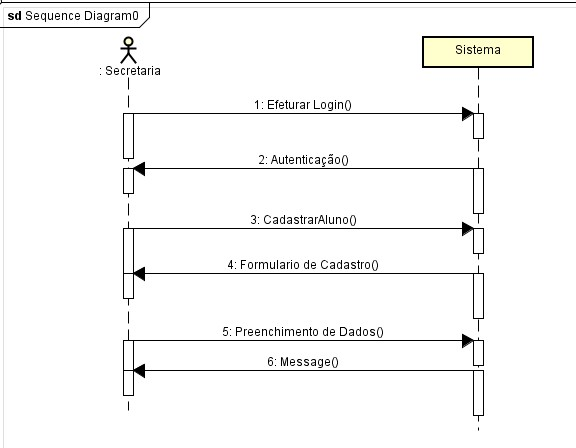 sd Sequence Diagram0
: Secretaria
Sistema
1: Efeturar Login()
2: Autenticação()
3: CadastrarAluno()
4: Formulario de Cadastro()
5: Preenchimento de Dados()
6: Message()